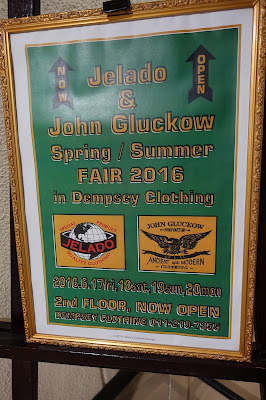 NOW
OPEN
Jelado
&
John Gluckow
Spring / Summer
FAIR 2016
in Dempsey Clothing
JELADO
JOHN GLUCKOW
ANCIENT AND MODERN
CLOTHING
2016.6, 17fri, 18sat, 19sun, 20mon
2nd FLOOR, NOW OPEN
DEMPSEY CLOTHING